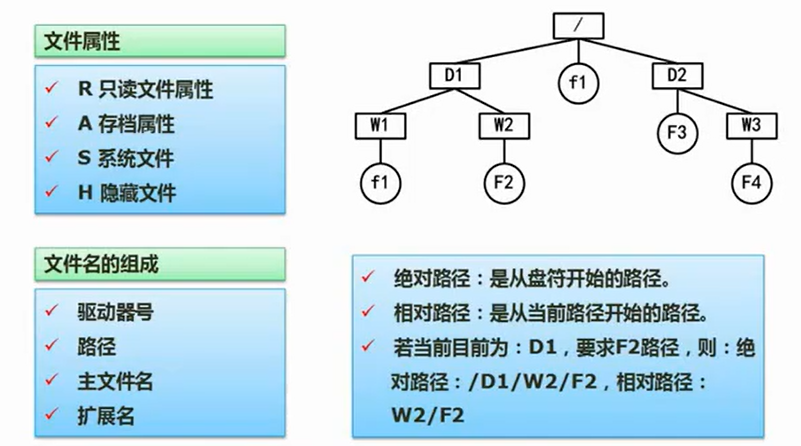 文件属性
R 只读文件属性
A 存档属性
S 系统文件
H 隐藏文件
/
D1
f1
D2
W1
W2
F3
W3
f1
F2
F4
文件名的组成
驱动器号
路径
主文件名
扩展名
绝对路径：是从盘符开始的路径。
相对路径：是从当前路径开始的路径。
若当前目前为：D1，要求F2路径，则：绝
对路径：/D1/W2/F2，相对路径：
W2/F2